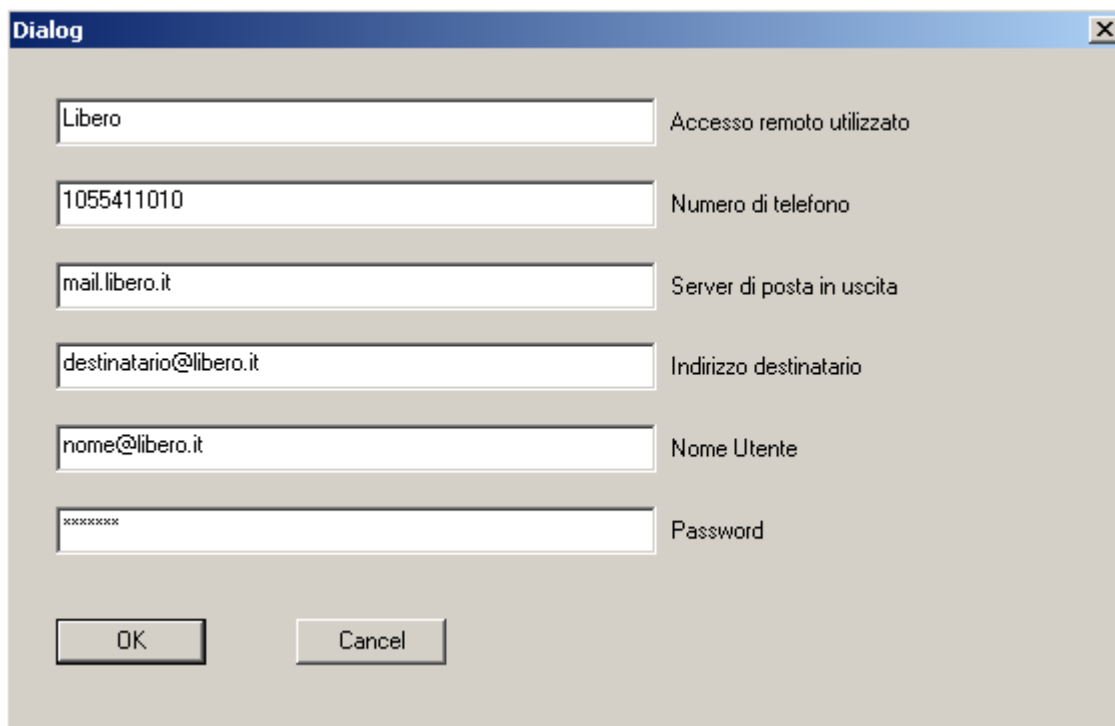 Dialog
Libero Accesso remoto utilizzato
1055411010 Numero di telefono
mail.libero.it Server di posta in uscita
destinatario@libero.it Indirizzo destinatario
nome@libero.it Nome Utente
******* Password
OK Cancel